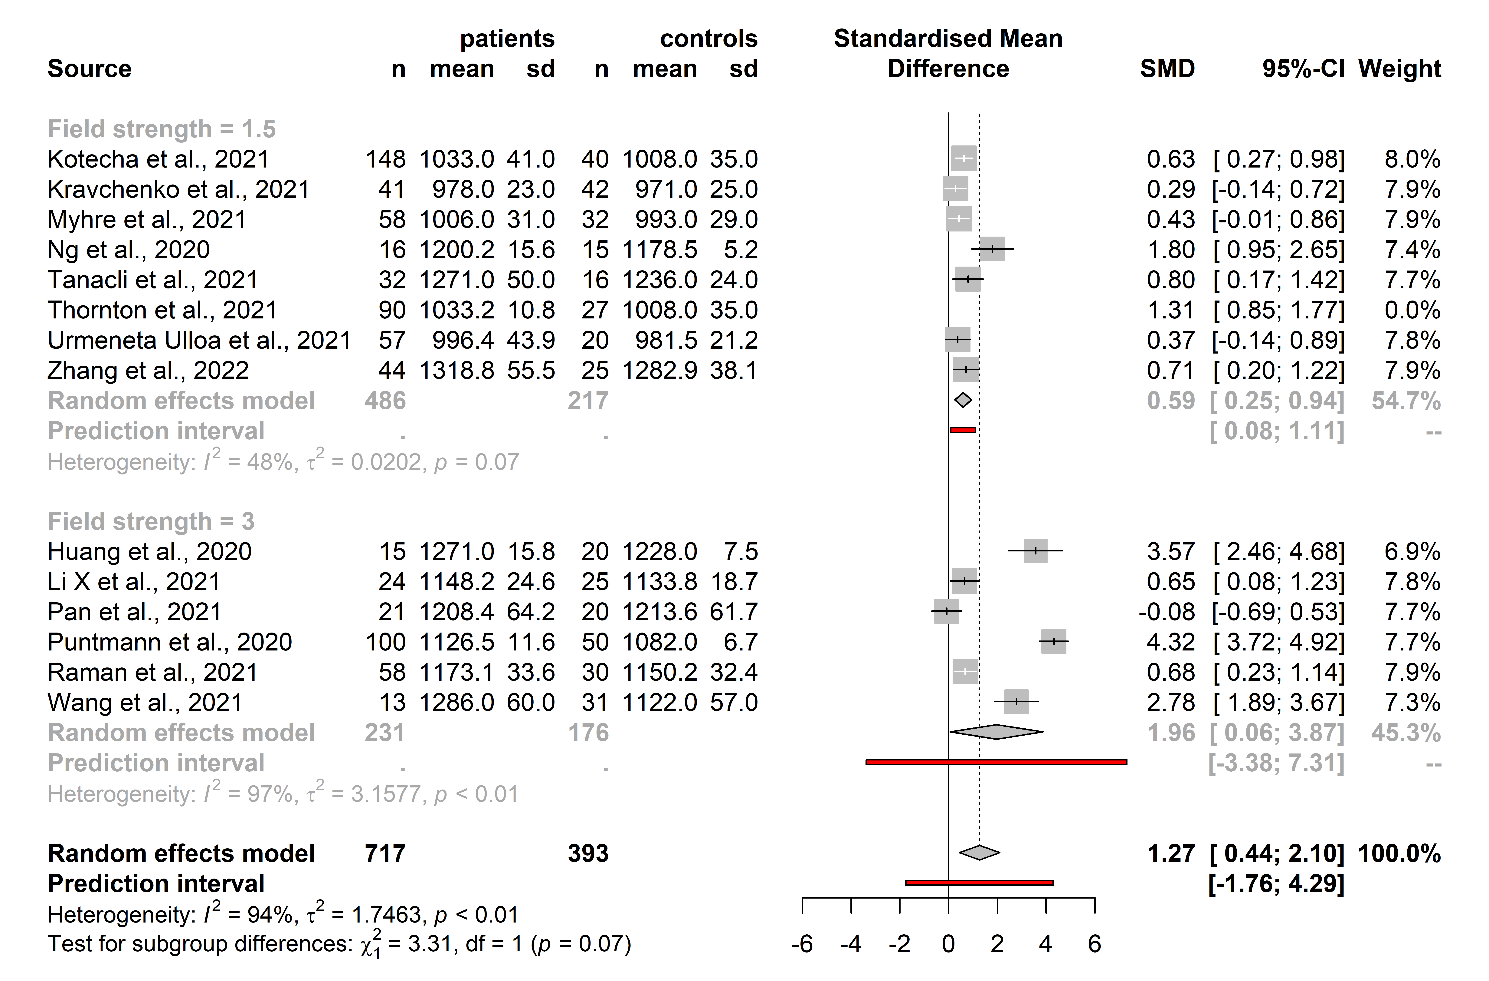 patients controls Standardised Mean
Source n mean sd n mean sd Difference SMD 95%-CI Weight
Field strength = 1.5
Kotecha et al., 2021 148 1033.0 41.0 40 1008.0 35.0 0.63 [ 0.27; 0.98] 8.0%
Kravchenko et al., 2021 41 978.0 23.0 42 971.0 25.0 0.29 [-0.14; 0.72] 7.9%
Myhre et al., 2021 58 1006.0 31.0 32 993.0 29.0 0.43 [-0.01; 0.86] 7.9%
Ng et al., 2020 16 1200.2 15.6 15 1178.5 5.2 1.80 [ 0.95; 2.65] 7.4%
Tanacli et al., 2021 32 1271.0 50.0 16 1236.0 24.0 0.80 [ 0.17; 1.42] 7.7%
Thornton et al., 2021 90 1033.2 10.8 27 1008.0 35.0 1.31 [ 0.85; 1.77] 0.0%
Urmeneta Ulloa et al., 2021 57 996.4 43.9 20 981.5 21.2 0.37 [-0.14; 0.89] 7.8%
Zhang et al., 2022 44 1318.8 55.5 25 1282.9 38.1 0.71 [ 0.20; 1.22] 7.9%
Random effects model 486 217 0.59 [ 0.25; 0.94] 54.7%
Prediction interval . . [ 0.08; 1.11] --
Heterogeneity: I² = 48%, τ² = 0.0202, p = 0.07
Field strength = 3
Huang et al., 2020 15 1271.0 15.8 20 1228.0 7.5 3.57 [ 2.46; 4.68] 6.9%
Li X et al., 2021 24 1148.2 24.6 25 1133.8 18.7 0.65 [ 0.08; 1.23] 7.8%
Pan et al., 2021 21 1208.4 64.2 20 1213.6 61.7 -0.08 [-0.69; 0.53] 7.7%
Puntmann et al., 2020 100 1126.5 11.6 50 1082.0 6.7 4.32 [ 3.72; 4.92] 7.7%
Raman et al., 2021 58 1173.1 33.6 30 1150.2 32.4 0.68 [ 0.23; 1.14] 7.9%
Wang et al., 2021 13 1286.0 60.0 31 1122.0 57.0 2.78 [ 1.89; 3.67] 7.3%
Random effects model 231 176 1.96 [ 0.06; 3.87] 45.3%
Prediction interval . . [-3.38; 7.31] --
Heterogeneity: I² = 97%, τ² = 3.1577, p < 0.01
Random effects model 717 393 1.27 [ 0.44; 2.10] 100.0%
Prediction interval [-1.76; 4.29]
Heterogeneity: I² = 94%, τ² = 1.7463, p < 0.01
Test for subgroup differences: χ²₁ = 3.31, df = 1 (p = 0.07)
-6 -4 -2 0 2 4 6